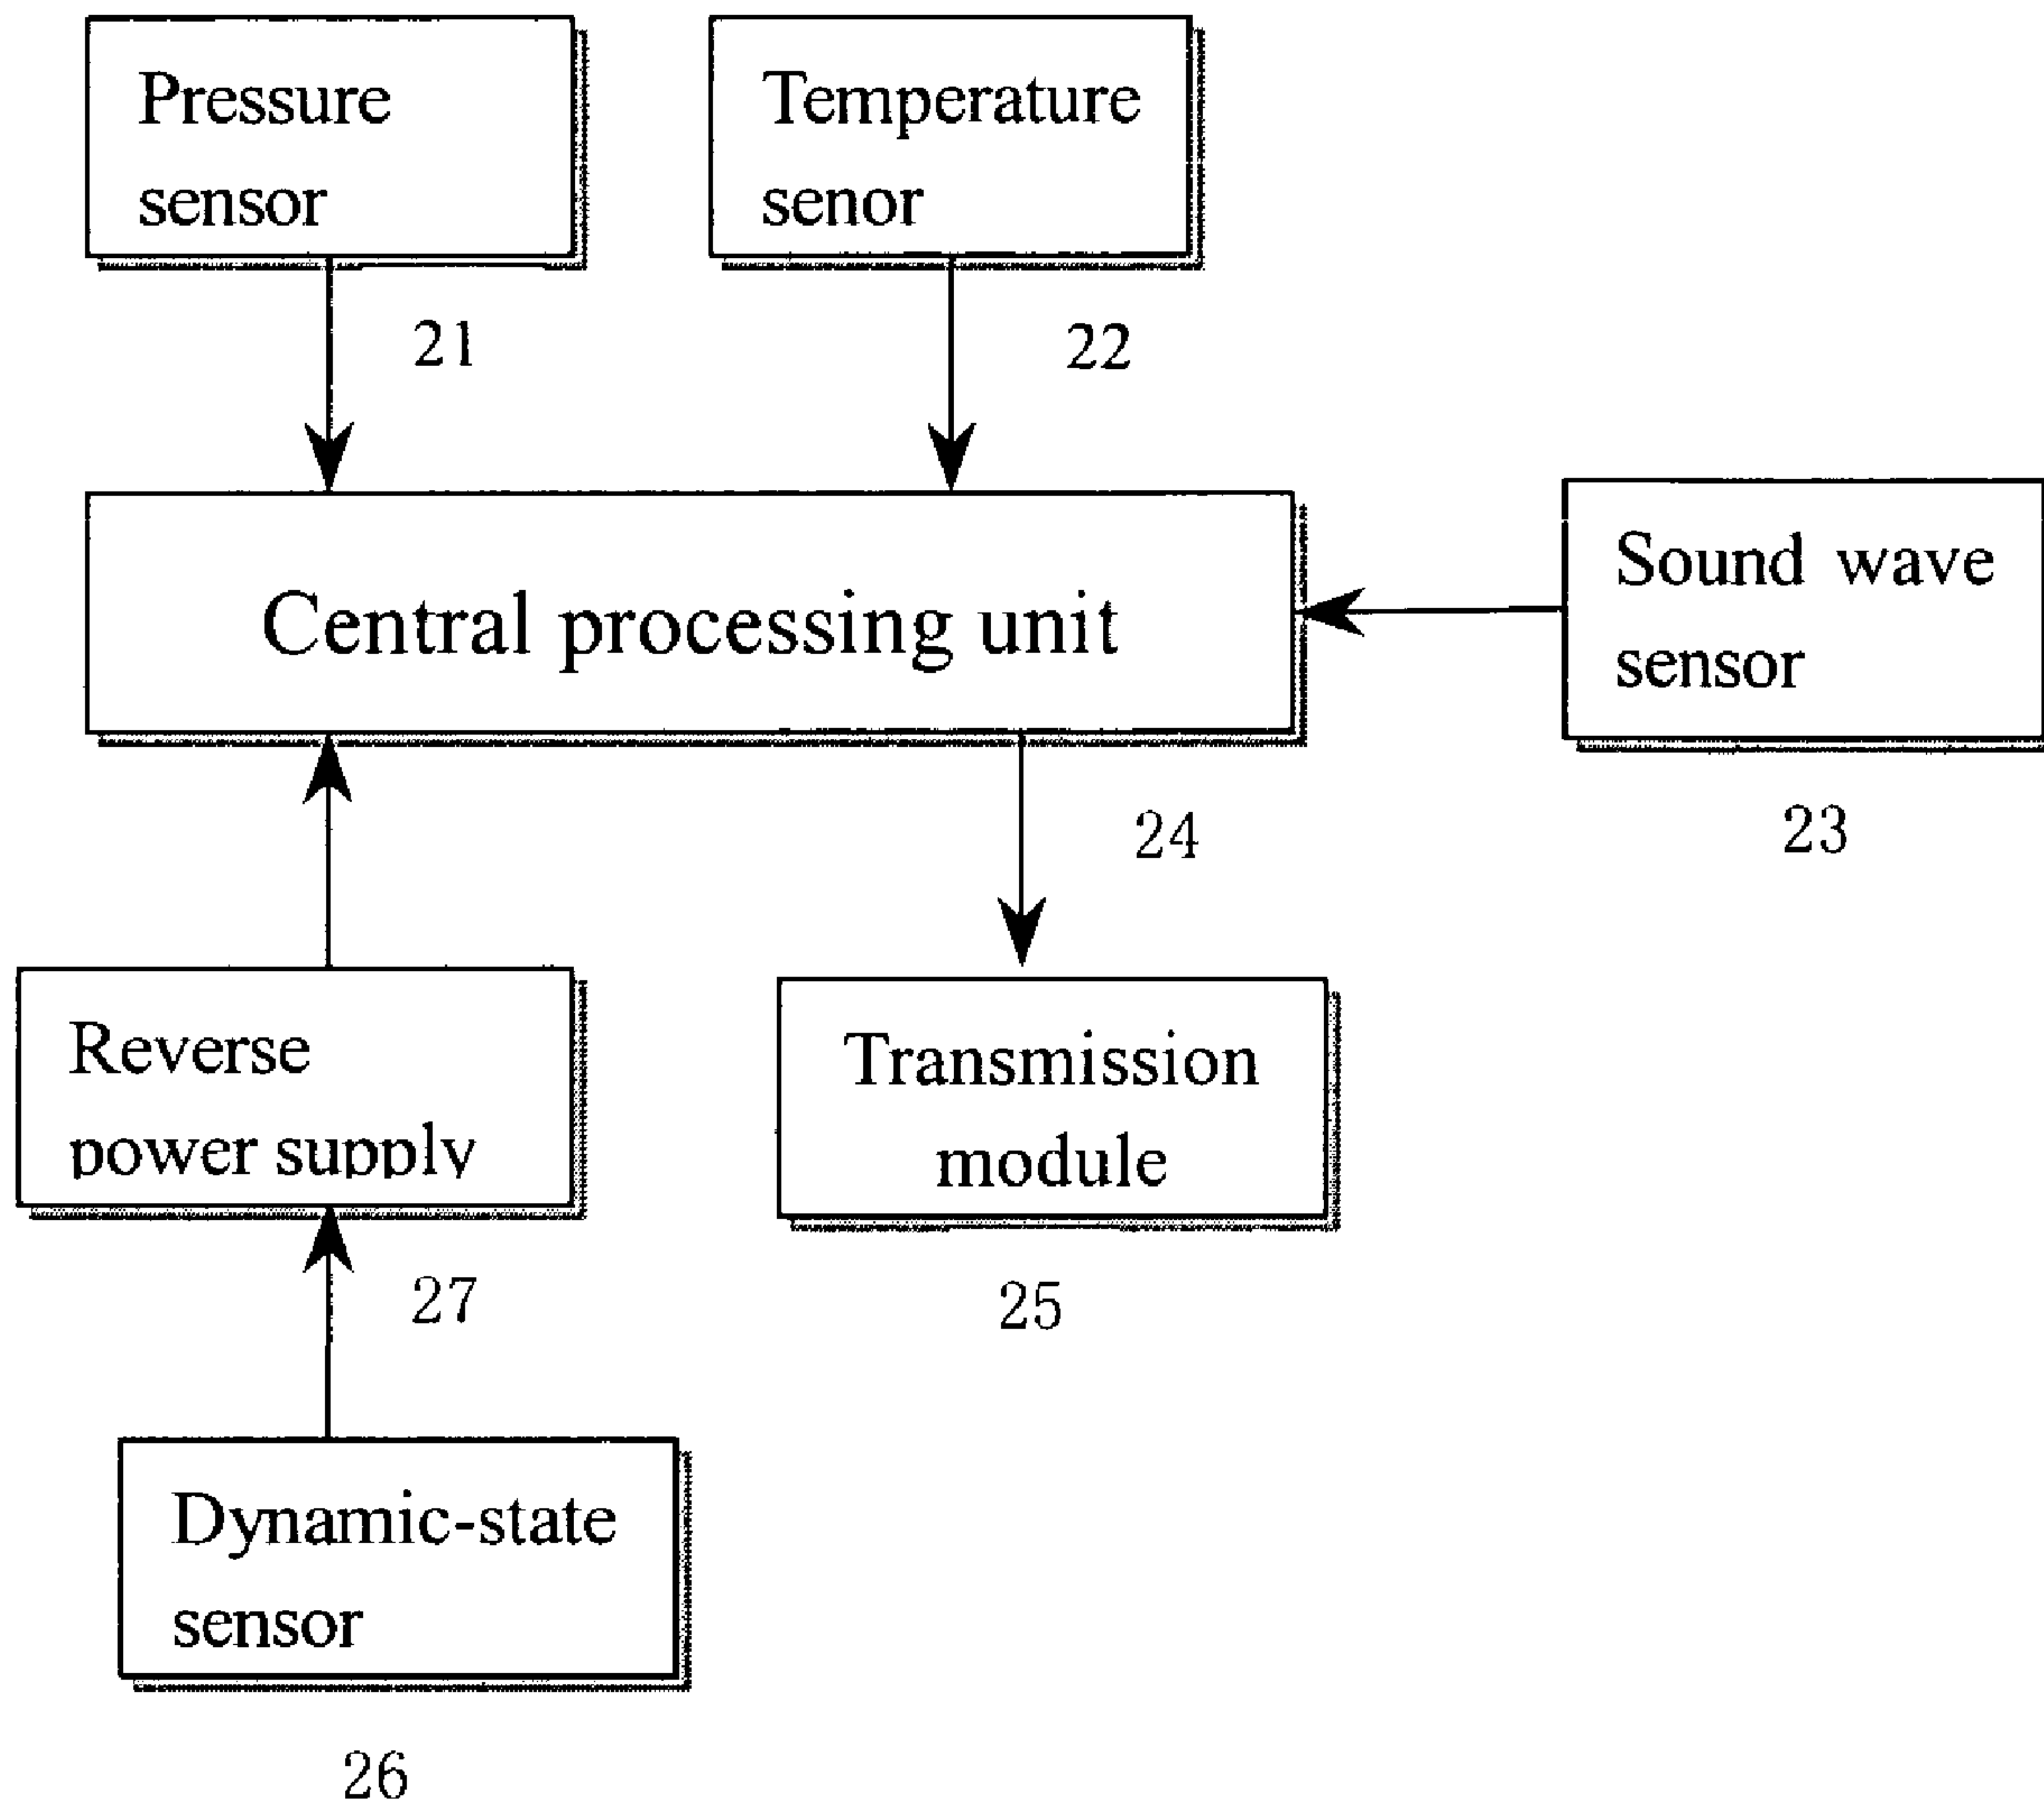 Pressure
sensor
Temperature
senor
21
22
Central processing unit
Sound wave
sensor
24
23
Reverse
power supply
Transmission
module
27
25
Dynamic-state
sensor
26